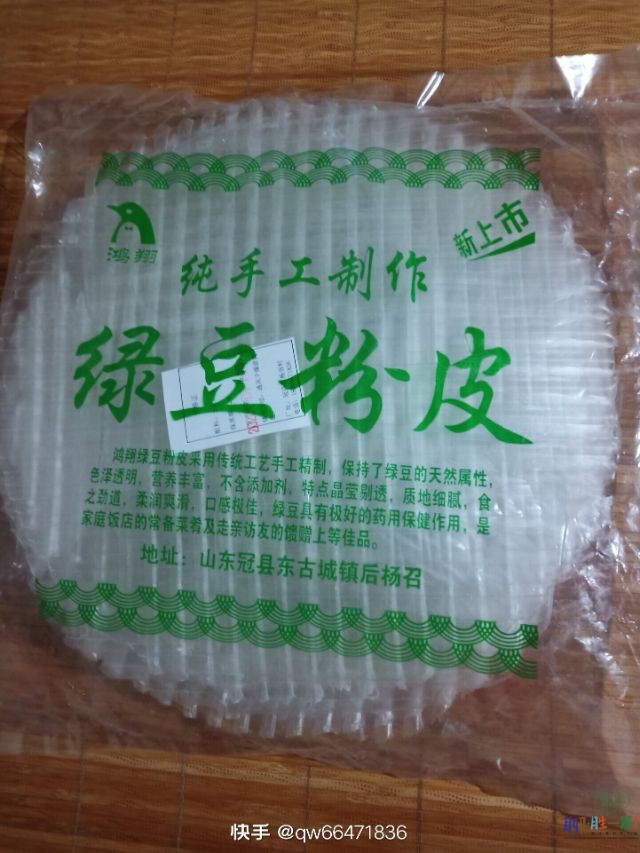 鸿翔
新上市
纯手工制作
绿豆粉皮
鸿翔绿豆粉皮采用传统工艺手工精制，保持了绿豆的天然属性，
色泽透明，营养丰富，不含添加剂，特点晶莹剔透，质地细腻，食
之劲道，柔润爽滑，口感极佳，绿豆具有极好的药用保健作用，是
家庭饭店的常备菜肴及走亲访友的馈赠上等佳品。
地址：山东冠县东古城镇后杨召
快手 @qw66471836